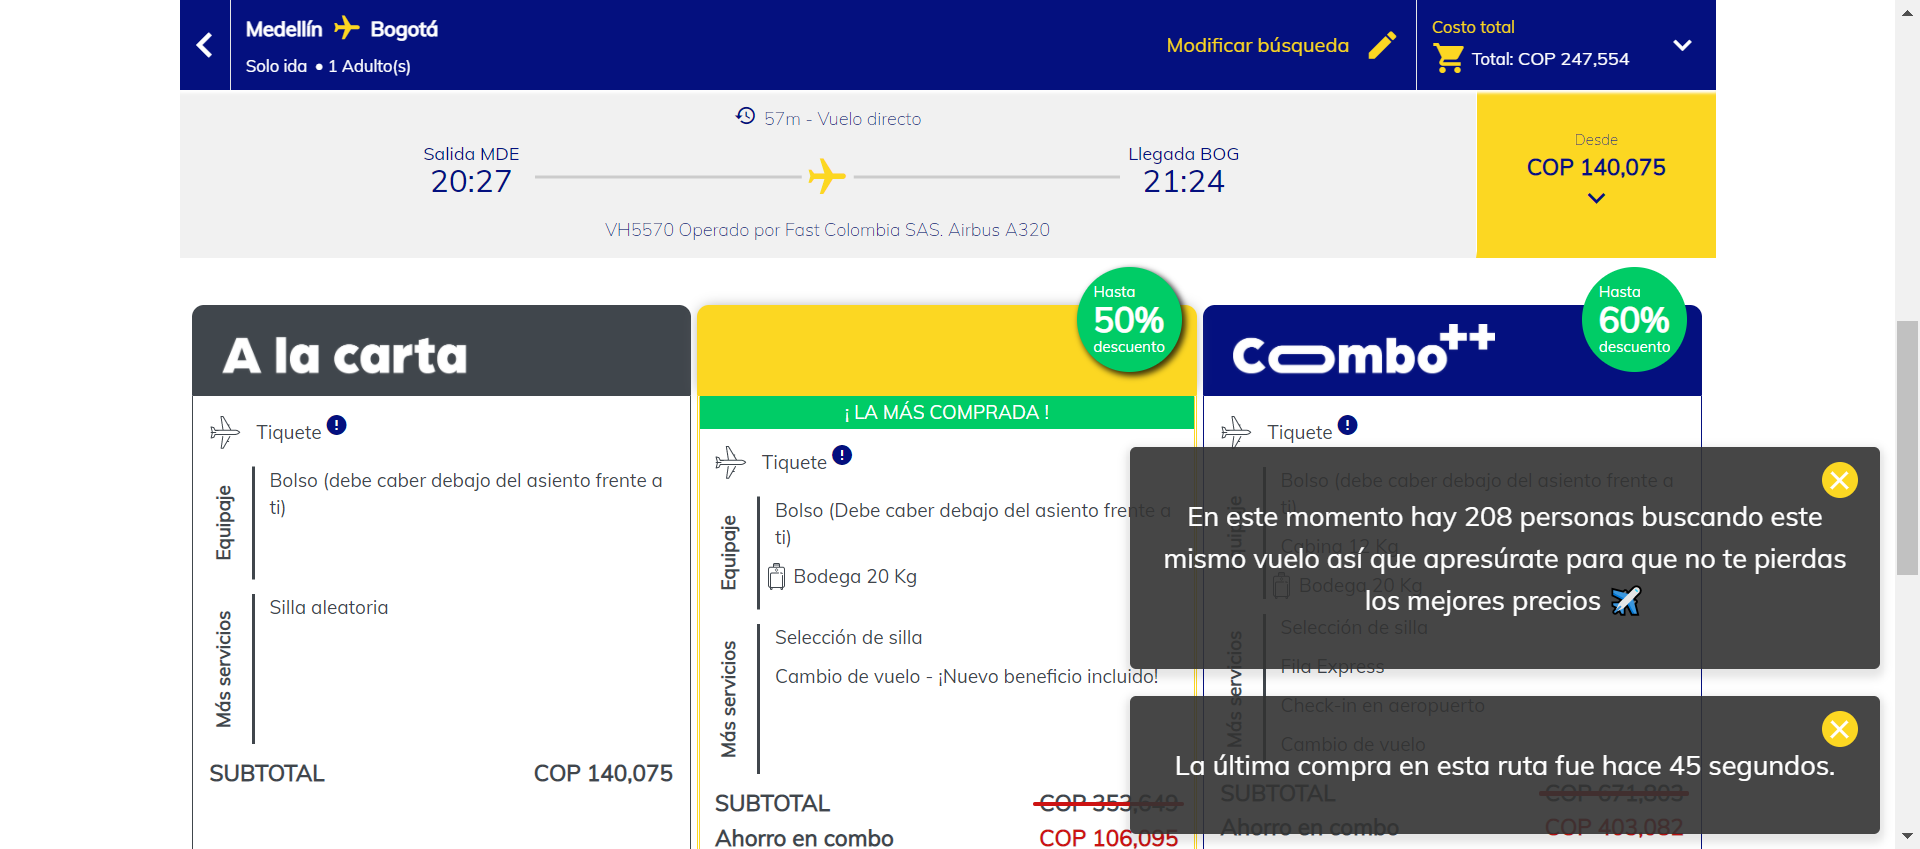 Medellín Bogotá
Solo ida • 1 Adulto(s)
Modificar búsqueda
Costo total
Total: COP 247,554
57m - Vuelo directo
Salida MDE
20:27
Llegada BOG
21:24
VH5570 Operado por Fast Colombia SAS. Airbus A320
Desde
COP 140,075
A la carta
Tiquete !
Equipaje
Bolso (debe caber debajo del asiento frente a
ti)
Más servicios
Silla aleatoria
SUBTOTAL COP 140,075
Hasta
50%
descuento
¡ LA MÁS COMPRADA !
Tiquete !
Equipaje
Bolso (Debe caber debajo del asiento frente a
ti)
Bodega 20 Kg
Más servicios
Selección de silla
Cambio de vuelo - ¡Nuevo beneficio incluido!
SUBTOTAL COP 353,649
Ahorro en combo COP 106,095
Combo++
Hasta
60%
descuento
Tiquete !
Equipaje
Bolso (debe caber debajo del asiento frente a
ti)
Cabina 12 Kg
Bodega 20 Kg
Más servicios
Selección de silla
Fila Express
Check-in en aeropuerto
Cambio de vuelo
SUBTOTAL COP 671,803
Ahorro en combo COP 403,082
En este momento hay 208 personas buscando este
mismo vuelo así que apresúrate para que no te pierdas
los mejores precios ✈️
La última compra en esta ruta fue hace 45 segundos.